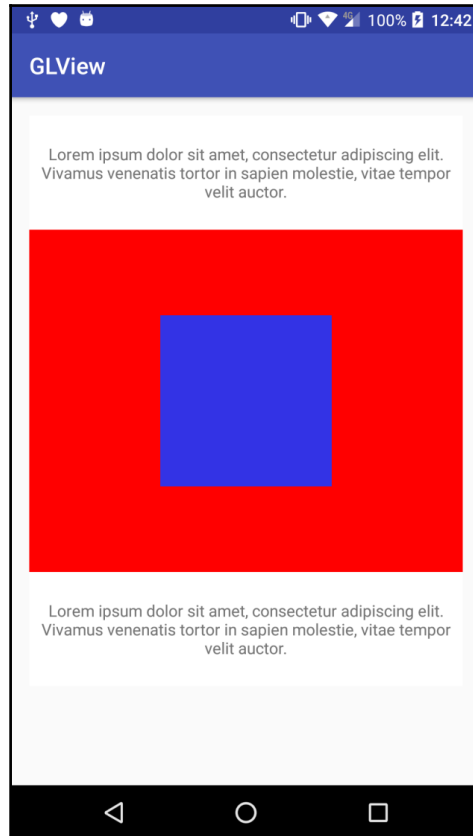 4G 100% 12:42
GLView
Lorem ipsum dolor sit amet, consectetur adipiscing elit.
Vivamus venenatis tortor in sapien molestie, vitae tempor
velit auctor.
Lorem ipsum dolor sit amet, consectetur adipiscing elit.
Vivamus venenatis tortor in sapien molestie, vitae tempor
velit auctor.